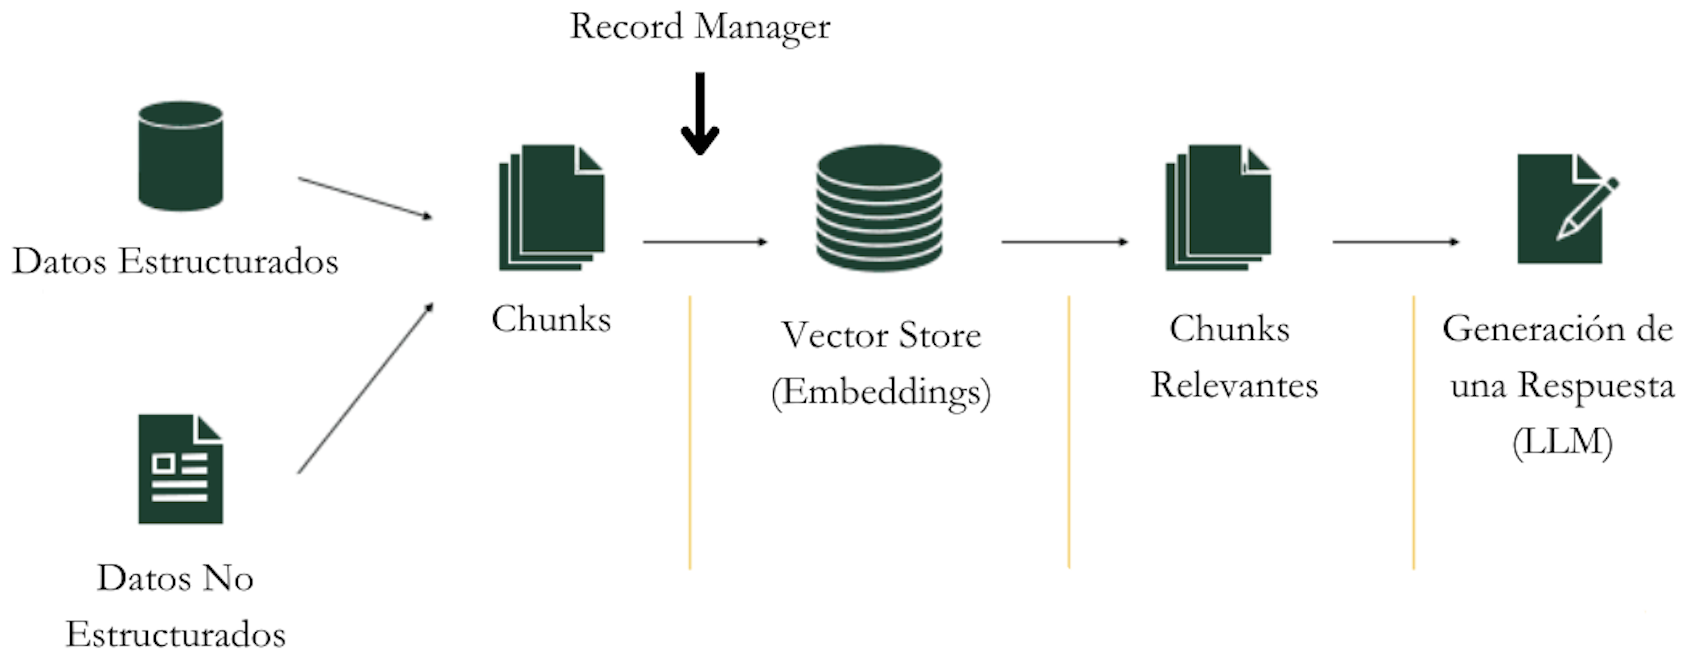 Record Manager
Datos Estructurados
Datos No
Estructurados
Chunks
Vector Store
(Embeddings)
Chunks
Relevantes
Generación de
una Respuesta
(LLM)